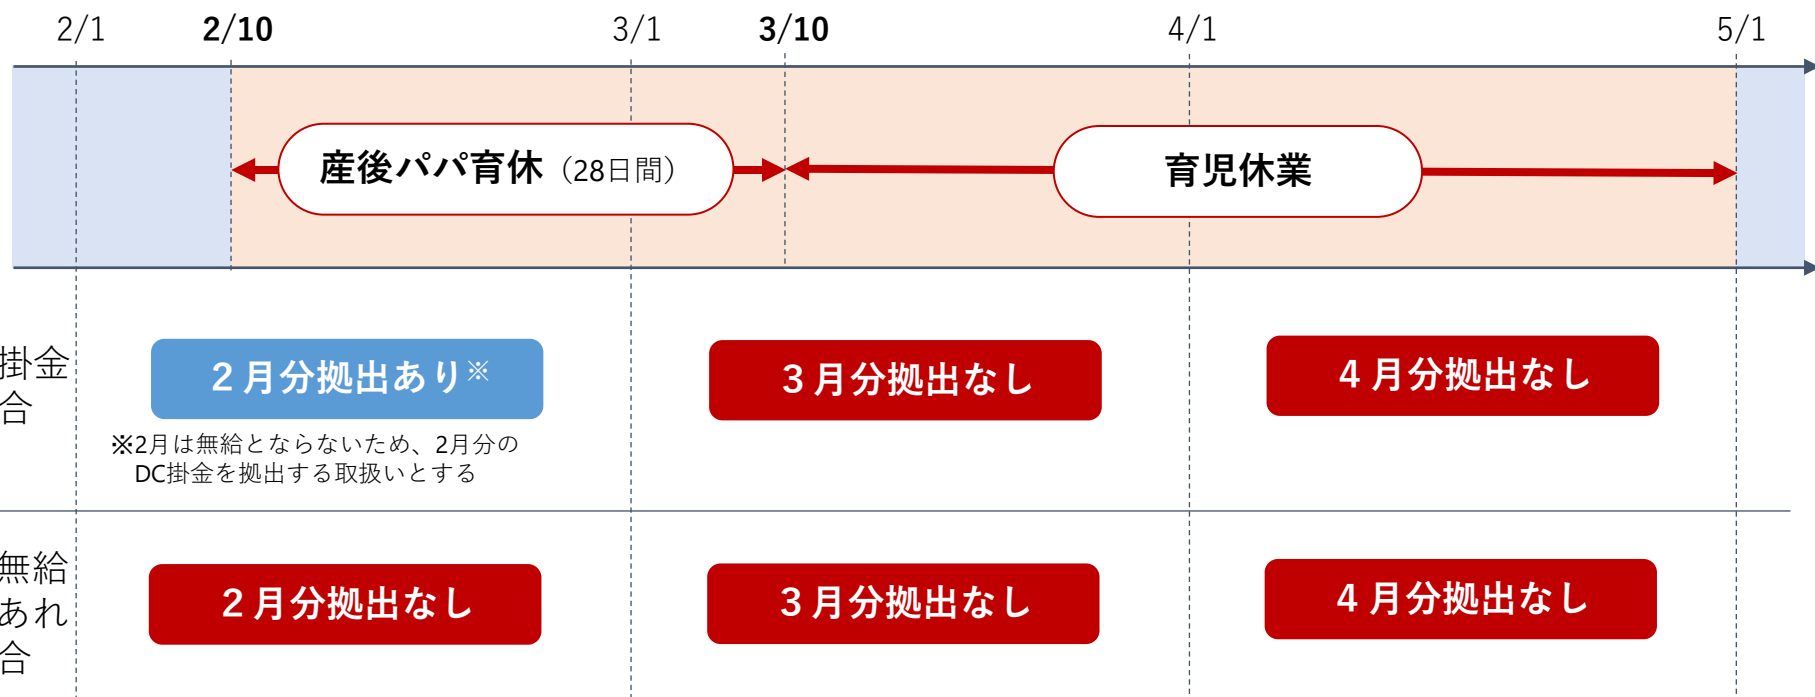 2/1
2/10
3/1
3/10
4/1
5/1
産後パパ育休（28日間）
育児休業
掛金
合
２月分拠出あり※
３月分拠出なし
４月分拠出なし
※2月は無給とならないため、2月分の
DC掛金を拠出する取扱いとする
無給
あれ
合
２月分拠出なし
３月分拠出なし
４月分拠出なし